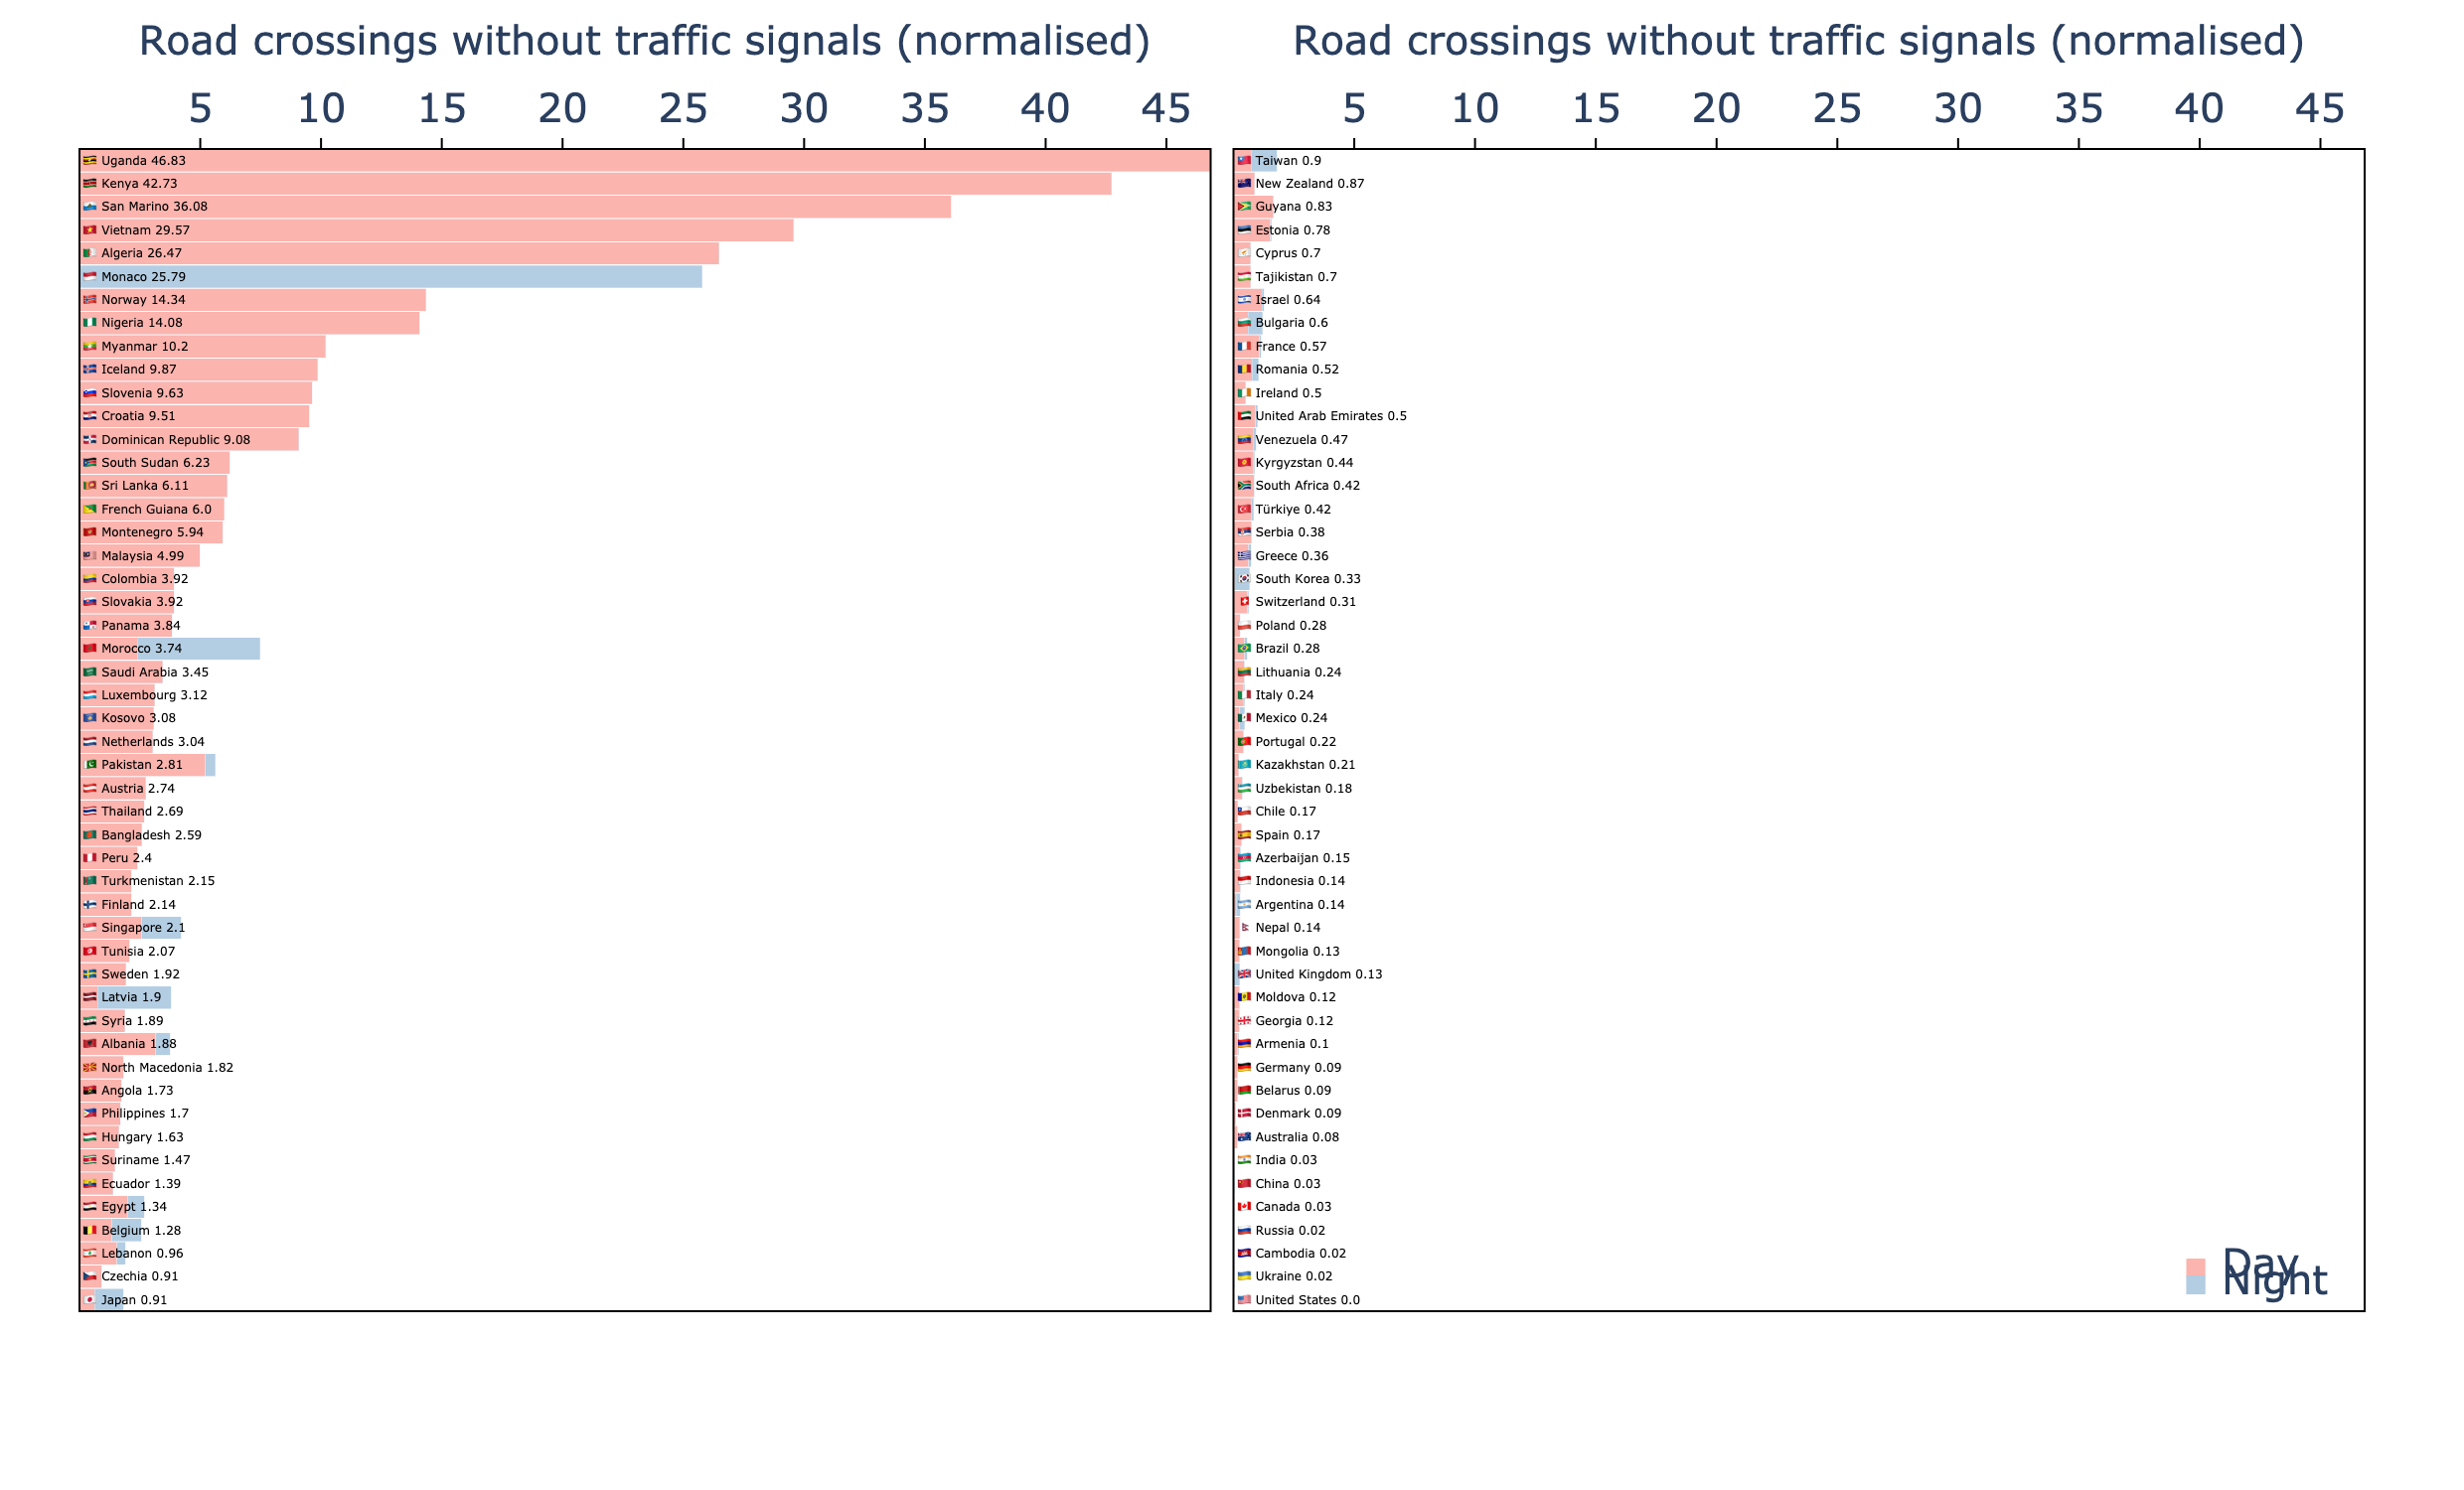 Road crossings without traffic signals (normalised)
5 10 15 20 25 30 35 40 45
Uganda 46.83
Kenya 42.73
San Marino 36.08
Vietnam 29.57
Algeria 26.47
Monaco 25.79
Norway 14.34
Nigeria 14.08
Myanmar 10.2
Iceland 9.87
Slovenia 9.63
Croatia 9.51
Dominican Republic 9.08
South Sudan 6.23
Sri Lanka 6.11
French Guiana 6.0
Montenegro 5.94
Malaysia 4.99
Colombia 3.92
Slovakia 3.92
Panama 3.84
Morocco 3.74
Saudi Arabia 3.45
Luxembourg 3.12
Kosovo 3.08
Netherlands 3.04
Pakistan 2.81
Austria 2.74
Thailand 2.69
Bangladesh 2.59
Peru 2.4
Turkmenistan 2.15
Finland 2.14
Singapore 2.1
Tunisia 2.07
Sweden 1.92
Latvia 1.9
Syria 1.89
Albania 1.88
North Macedonia 1.82
Angola 1.73
Philippines 1.7
Hungary 1.63
Suriname 1.47
Ecuador 1.39
Egypt 1.34
Belgium 1.28
Lebanon 0.96
Czechia 0.91
Japan 0.91
Road crossings without traffic signals (normalised)
5 10 15 20 25 30 35 40 45
Taiwan 0.9
New Zealand 0.87
Guyana 0.83
Estonia 0.78
Cyprus 0.7
Tajikistan 0.7
Israel 0.64
Bulgaria 0.6
France 0.57
Romania 0.52
Ireland 0.5
United Arab Emirates 0.5
Venezuela 0.47
Kyrgyzstan 0.44
South Africa 0.42
Türkiye 0.42
Serbia 0.38
Greece 0.36
South Korea 0.33
Switzerland 0.31
Poland 0.28
Brazil 0.28
Lithuania 0.24
Italy 0.24
Mexico 0.24
Portugal 0.22
Kazakhstan 0.21
Uzbekistan 0.18
Chile 0.17
Spain 0.17
Azerbaijan 0.15
Indonesia 0.14
Argentina 0.14
Nepal 0.14
Mongolia 0.13
United Kingdom 0.13
Moldova 0.12
Georgia 0.12
Armenia 0.1
Germany 0.09
Belarus 0.09
Denmark 0.09
Australia 0.08
India 0.03
China 0.03
Canada 0.03
Russia 0.02
Cambodia 0.02
Ukraine 0.02
United States 0.0
Day
Night